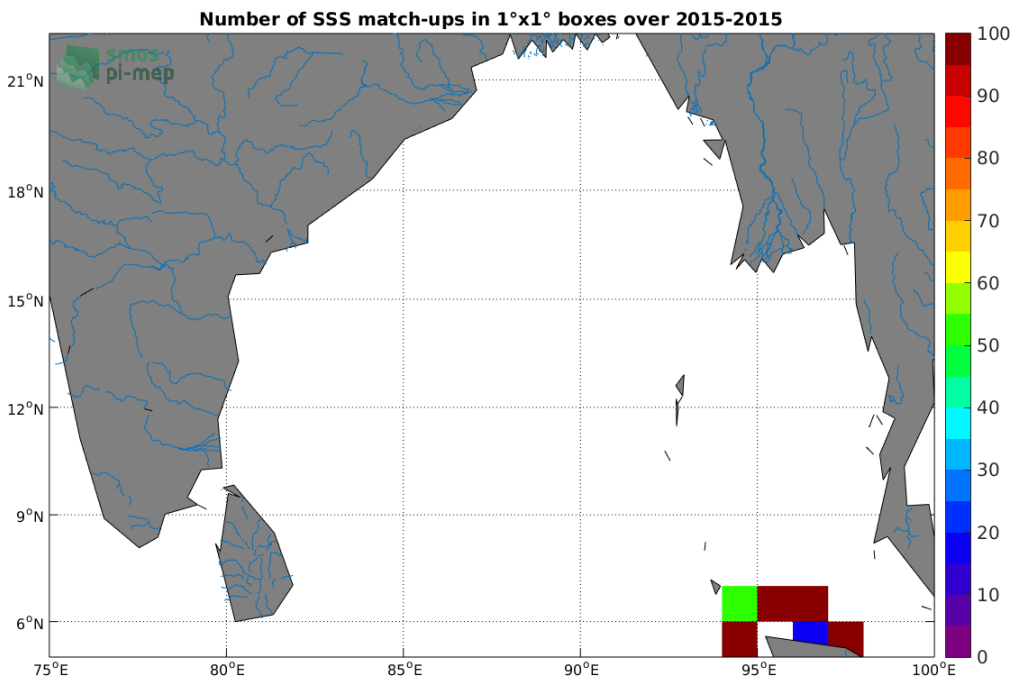 Number of SSS match-ups in 1°x1° boxes over 2015-2015
smos
pi-mep
21°N
18°N
15°N
12°N
9°N
6°N
75°E
80°E
85°E
90°E
95°E
100°E
100
90
80
70
60
50
40
30
20
10
0